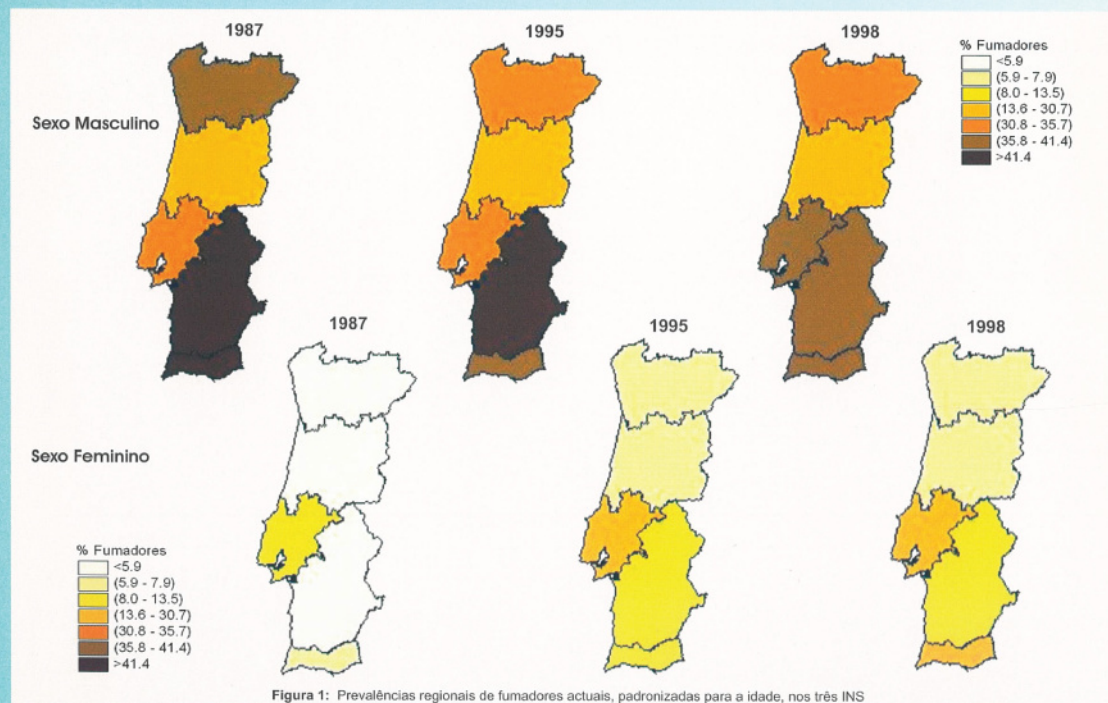 1987
1995
1998
Sexo Masculino
% Fumadores
<5.9
(5.9 - 7.9)
(8.0 - 13.5)
(13.6 - 30.7)
(30.8 - 35.7)
(35.8 - 41.4)
>41.4
1987
1995
1998
Sexo Feminino
% Fumadores
<5.9
(5.9 - 7.9)
(8.0 - 13.5)
(13.6 - 30.7)
(30.8 - 35.7)
(35.8 - 41.4)
>41.4
Figura 1: Prevalências regionais de fumadores actuais, padronizadas para a idade, nos três INS